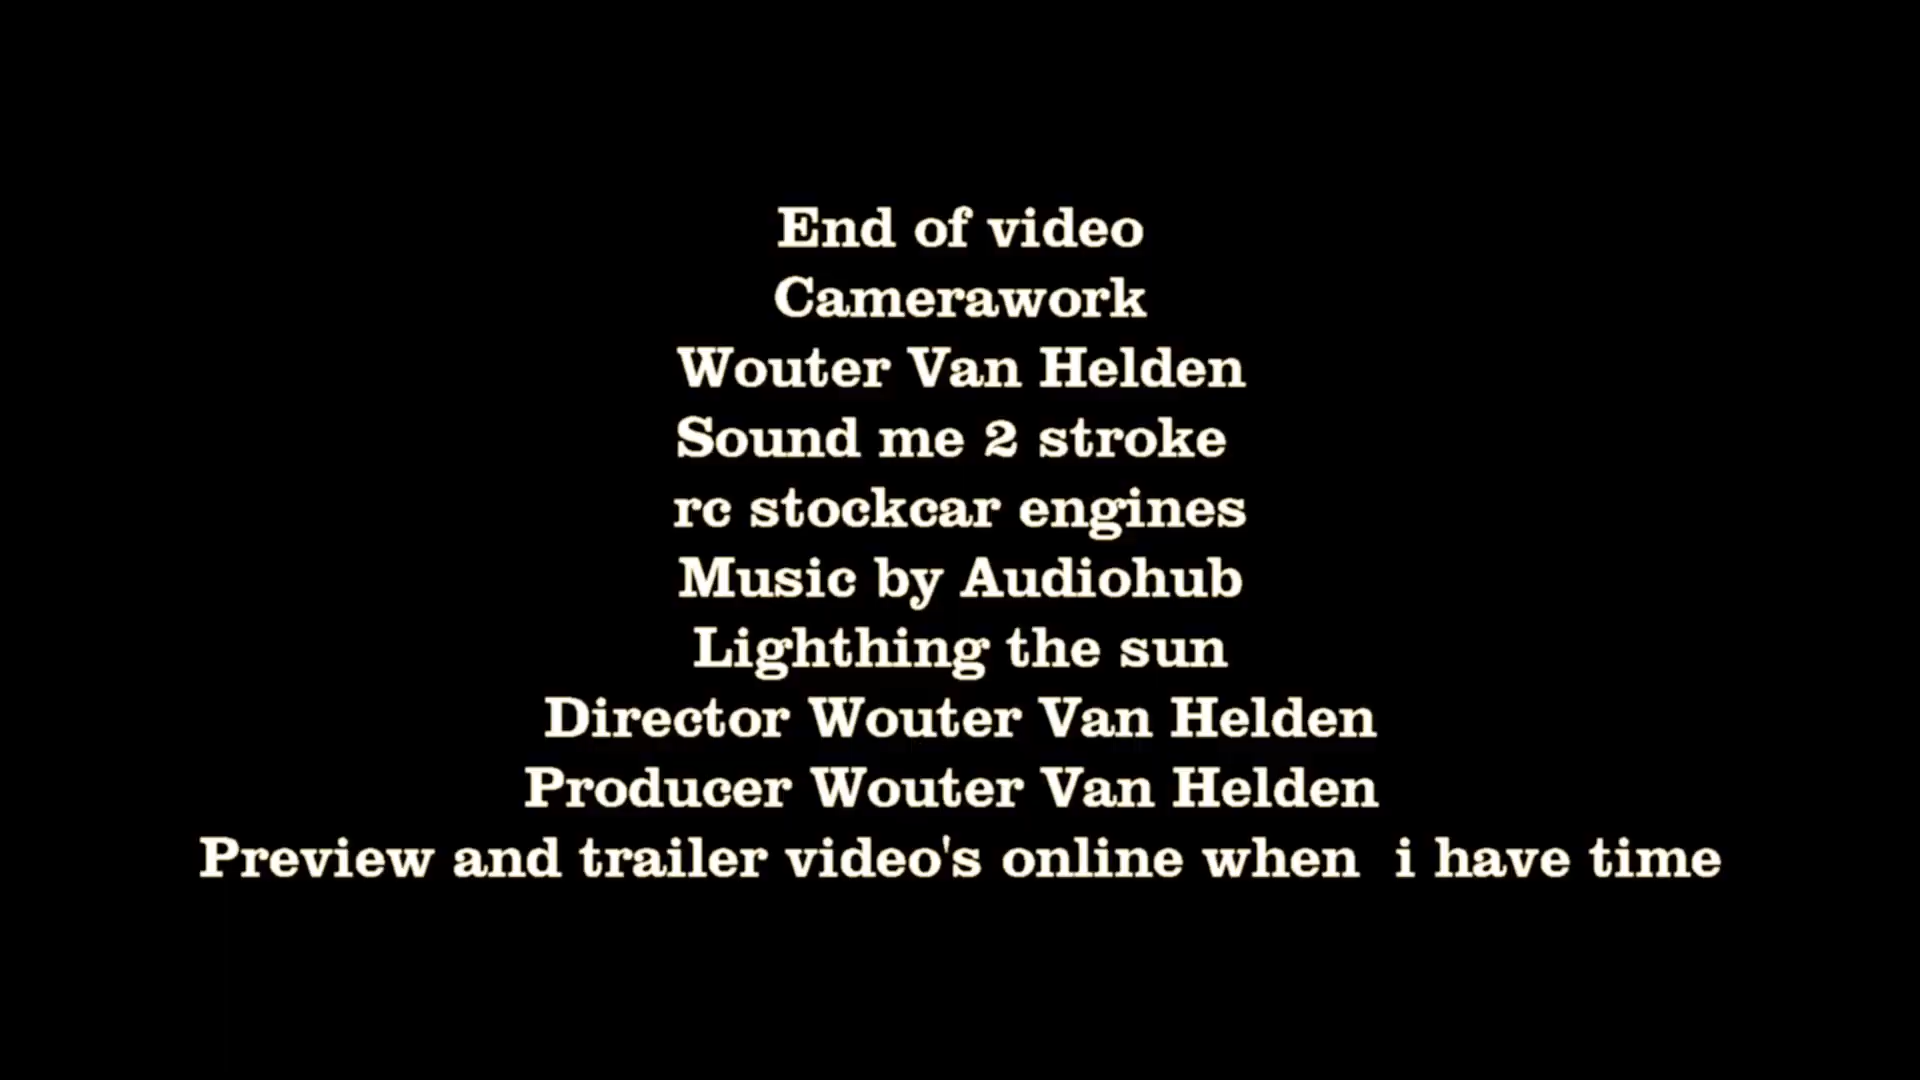 End of video
Camerawork
Wouter Van Helden
Sound me 2 stroke
rc stockcar engines
Music by Audiohub
Lighthing the sun
Director Wouter Van Helden
Producer Wouter Van Helden
Preview and trailer video's online when  i have time